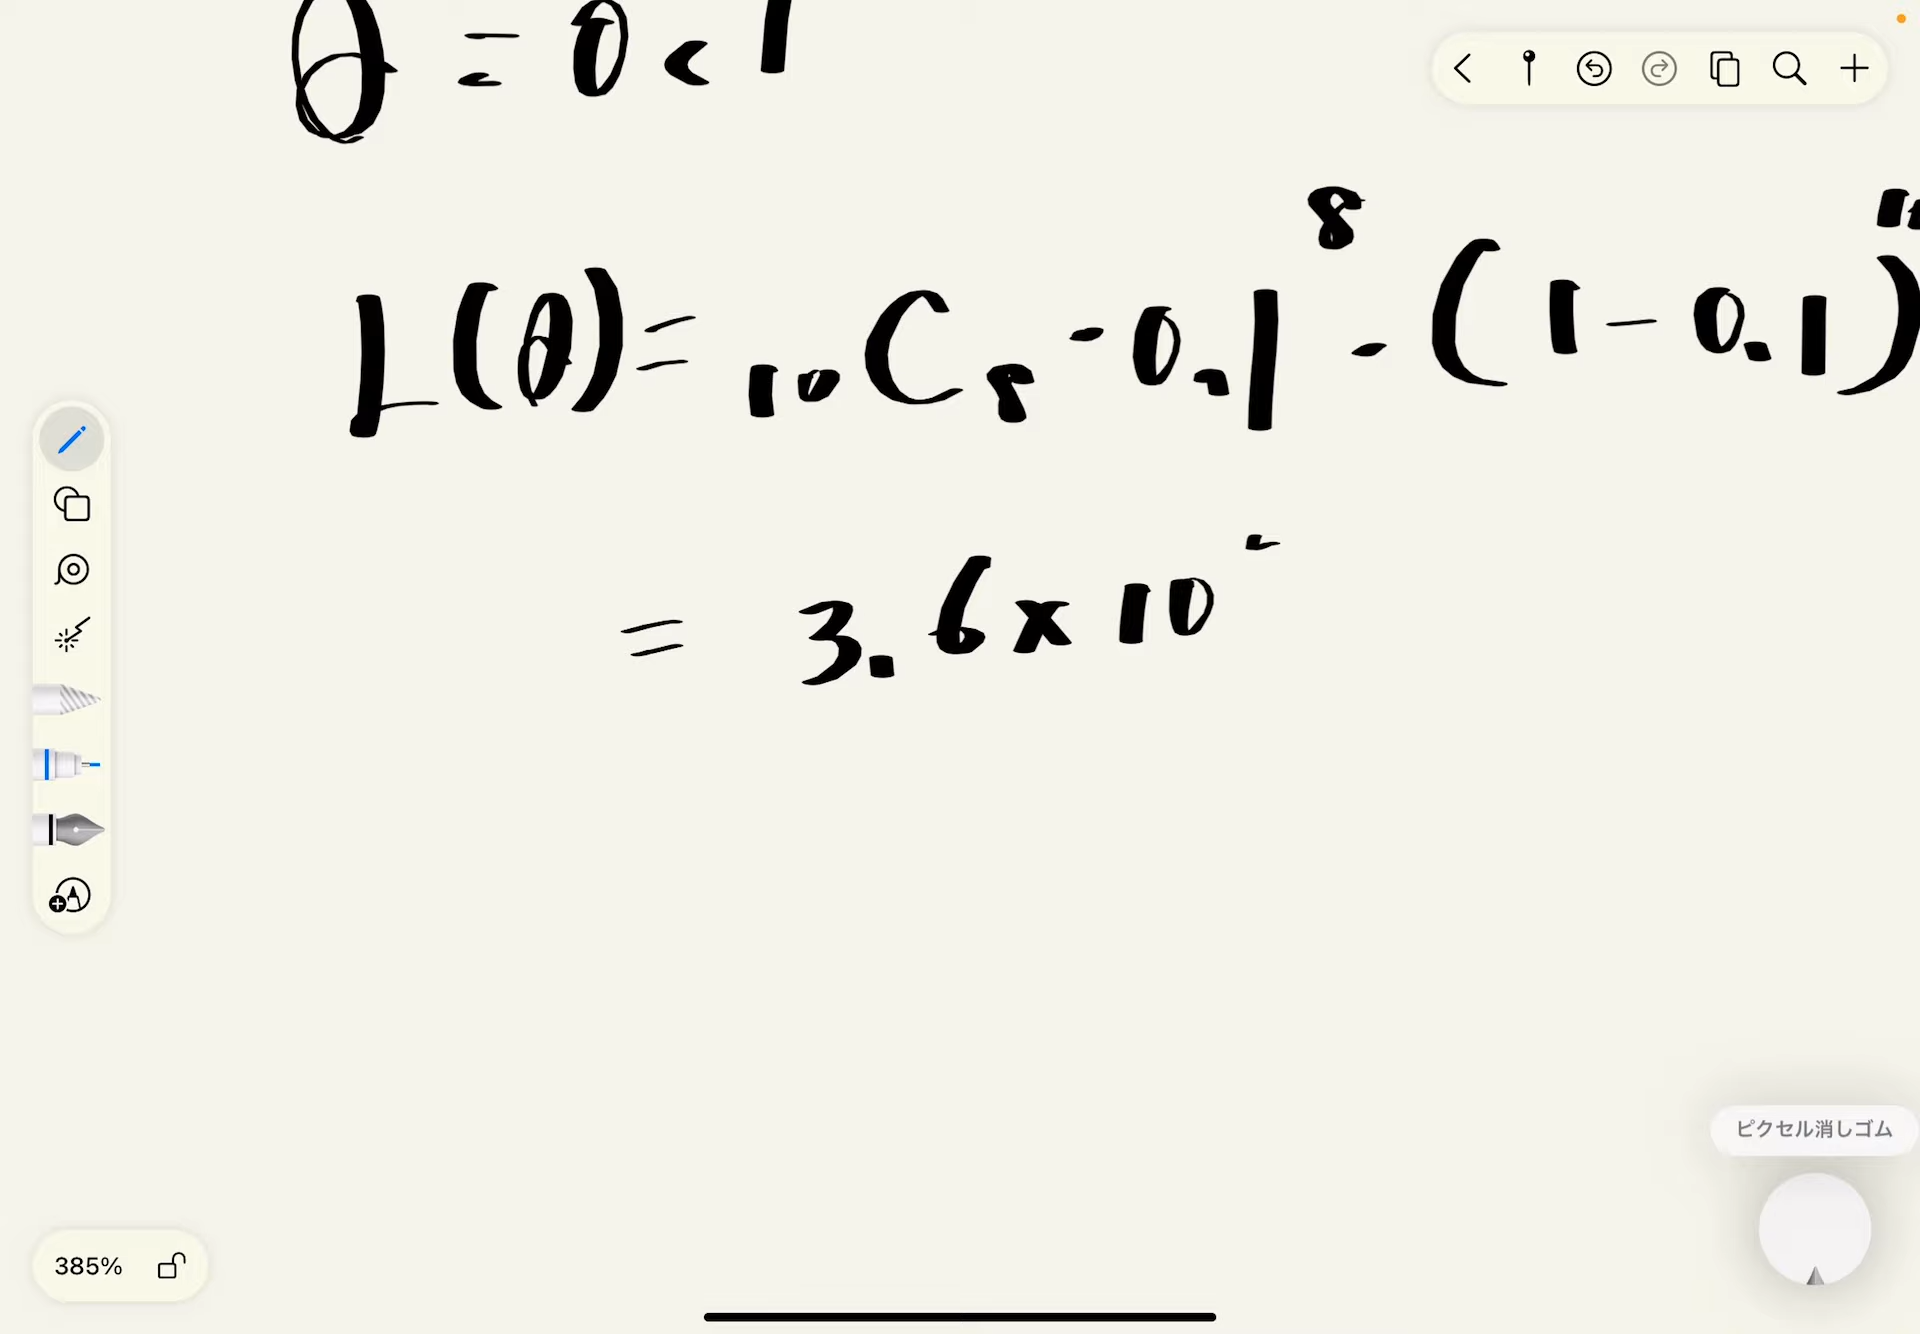 θ = 0.1
L(θ) = ₁₀C₈ · 0.1⁸ · (1 - 0.1)
= 3.6 x 10⁻
ピクセル消しゴム
385%